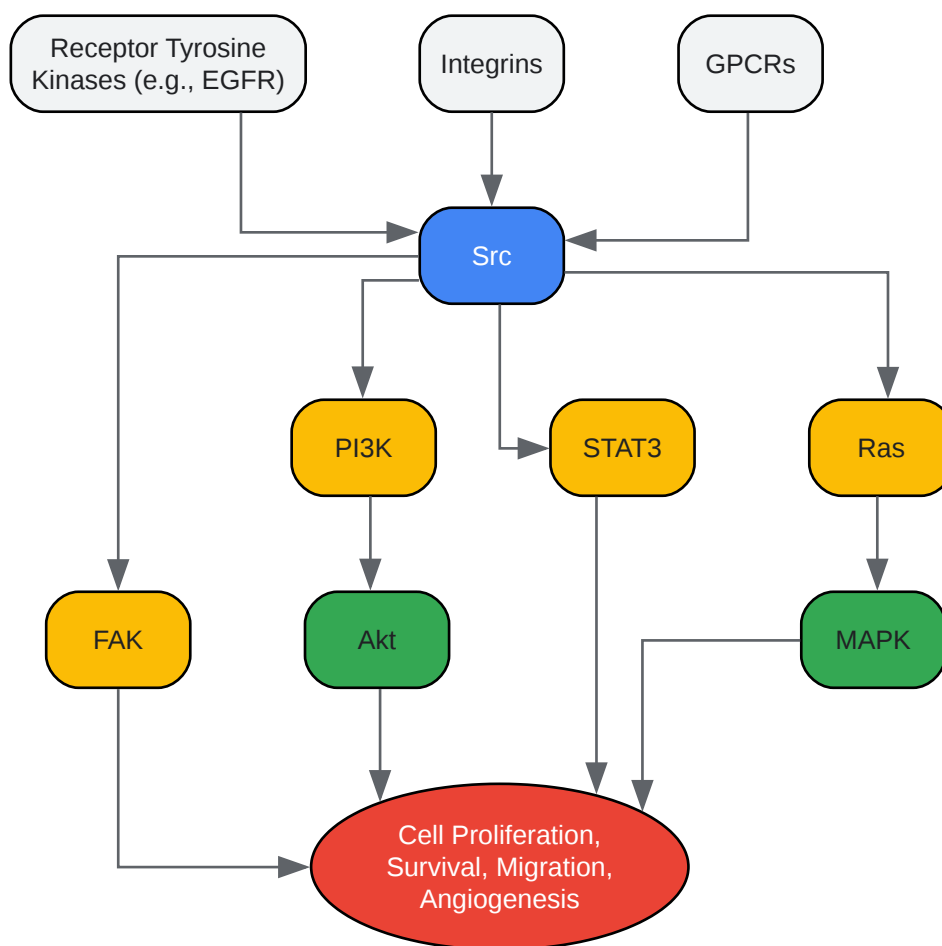 Receptor Tyrosine
Kinases (e.g., EGFR)
Integrins
GPCRs
Src
PI3K
STAT3
Ras
FAK
Akt
MAPK
Cell Proliferation,
Survival, Migration,
Angiogenesis